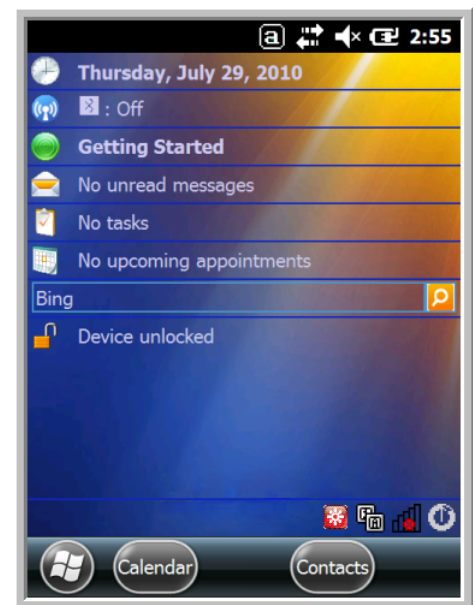 a 2:55
Thursday, July 29, 2010
: Off
Getting Started
No unread messages
No tasks
No upcoming appointments
Bing
Device unlocked
Calendar Contacts